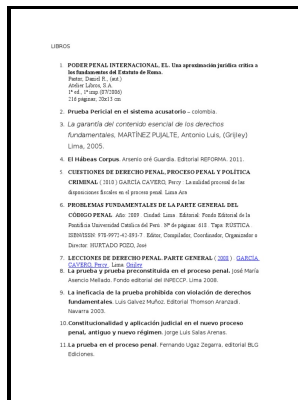 LIBROS
1. PODER PENAL INTERNACIONAL, EL. Una aproximación jurídica crítica a
los fundamentos del Estatuto de Roma.
Pastor, Daniel R., (aut.)
Atelier Libros, S.A.
1ª ed., 1ª imp.(07/2006)
216 páginas; 20x13 cm
2. Prueba Pericial en el sistema acusatorio – colombia.
3. La garantía del contenido esencial de los derechos
fundamentales, MARTÍNEZ PUJALTE, Antonio Luis, (Grijley)
Lima, 2005.
4. El Hábeas Corpus. Arsenio oré Guardia. Editorial REFORMA. 2011.
5. CUESTIONES DE DERECHO PENAL, PROCESO PENAL Y POLÍTICA
CRIMINAL ( 2010 ) GARCÍA CAVERO, Percy . La nulidad procesal de las
disposiciones fiscales en el proceso penal. Lima Ara
6. PROBLEMAS FUNDAMENTALES DE LA PARTE GENERAL DEL
CÓDIGO PENAL. Año: 2009 . Ciudad: Lima . Editorial: Fondo Editorial de la
Pontificia Universidad Católica del Perú . Nº de páginas: 618 . Tapa: RUSTICA.
ISBN/ISSN: 978-9972-42-893-7 . Editor, Compilador, Coordinador, Organizador o
Director: HURTADO POZO, José
7. LECCIONES DE DERECHO PENAL. PARTE GENERAL ( 2008 ) . GARCÍA
CAVERO, Percy . Lima Grijley
8. La prueba y prueba preconstituida en el proceso penal. José María
Asencio Mellado. Fondo editorial del INPECCP. Lima 2008.
9. La ineficacia de la prueba prohibida con violación de derechos
fundamentales. Luis Galvez Muñoz. Editorial Thomson Aranzadi.
Navarra 2003.
10. Constitucionalidad y aplicación judicial en el nuevo proceso
penal, antiguo y nuevo régimen. Jorge Luis Salas Arenas.
11. La prueba en el proceso penal. Fernando Ugaz Zegarra. editorial BLG
Ediciones.